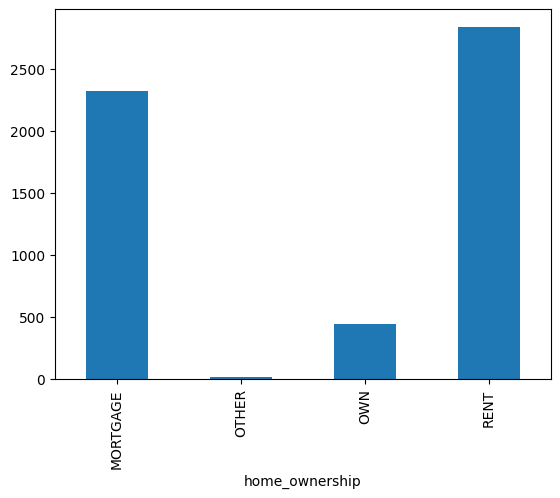 2500
2000
1500
1000
500
0
MORTGAGE
OTHER
OWN
RENT
home_ownership